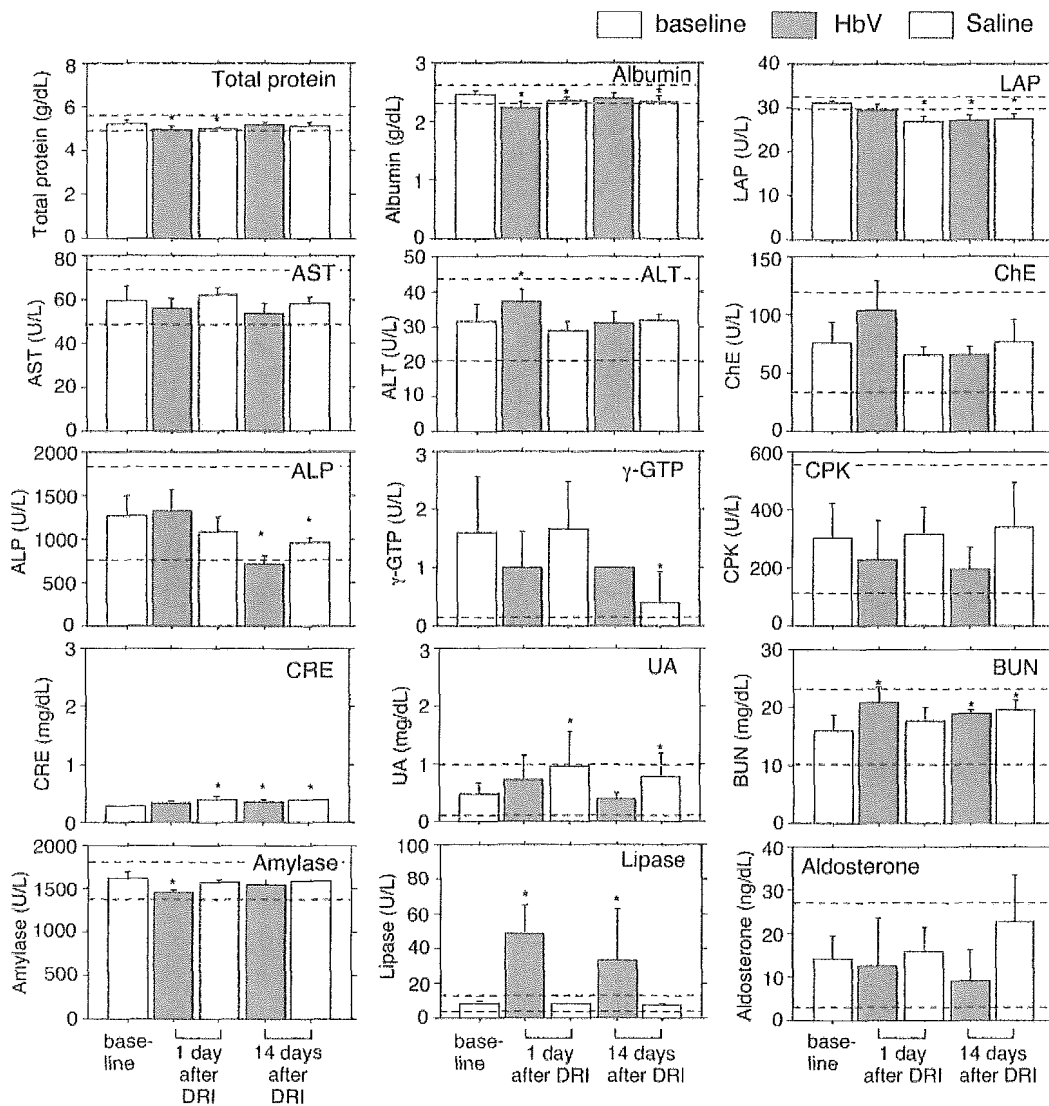 baseline HbV Saline
Total protein Albumin LAP
Total protein (g/dL)
8
6
4
2
0
Albumin (g/dL)
3
2
1
0
LAP (U/L)
40
30
20
10
0
* *
* * *
* * *
AST ALT ChE
AST (U/L)
80
60
40
20
0
ALT (U/L)
50
40
30
20
10
0
ChE (U/L)
150
100
50
0
*
ALP γ-GTP CPK
ALP (U/L)
2000
1500
1000
500
0
γ-GTP (U/L)
3
2
1
0
CPK (U/L)
600
400
200
0
* *
*
CRE UA BUN
CRE (mg/dL)
3
2
1
0
UA (mg/dL)
3
2
1
0
BUN (mg/dL)
30
20
10
0
* * *
* *
* * *
Amylase Lipase Aldosterone
Amylase (U/L)
2000
1500
1000
500
0
Lipase (U/L)
100
80
60
40
20
0
Aldosterone (ng/dL)
40
30
20
10
0
*
* *
base-
line
1 day
after
DRI
14 days
after
DRI
base-
line
1 day
after DRI
14 days
after DRI
base-
line
1 day
after DRI
14 days
after DRI